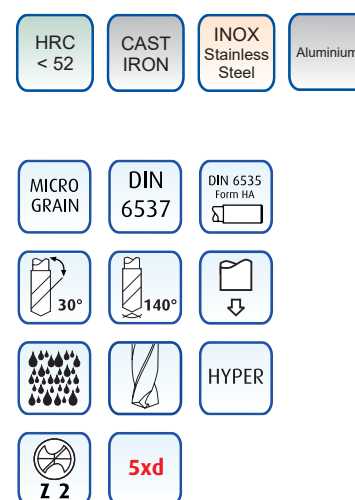 HRC
< 52
CAST
IRON
INOX
Stainless
Steel
Aluminium
MICRO
GRAIN
DIN
6537
DIN 6535
Form HA
30°
140°
HYPER
Z 2
5xd